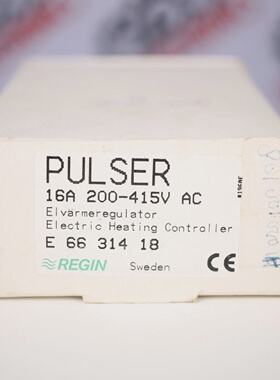 PULSER
16A 200-415V AC
Elvärmeregulator
Electric Heating Controller
E 66 314 18
REGIN
Sweden
CE